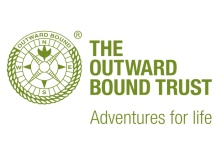 OUTWARD BOUND
®
THE
OUTWARD
BOUND TRUST
Adventures for life